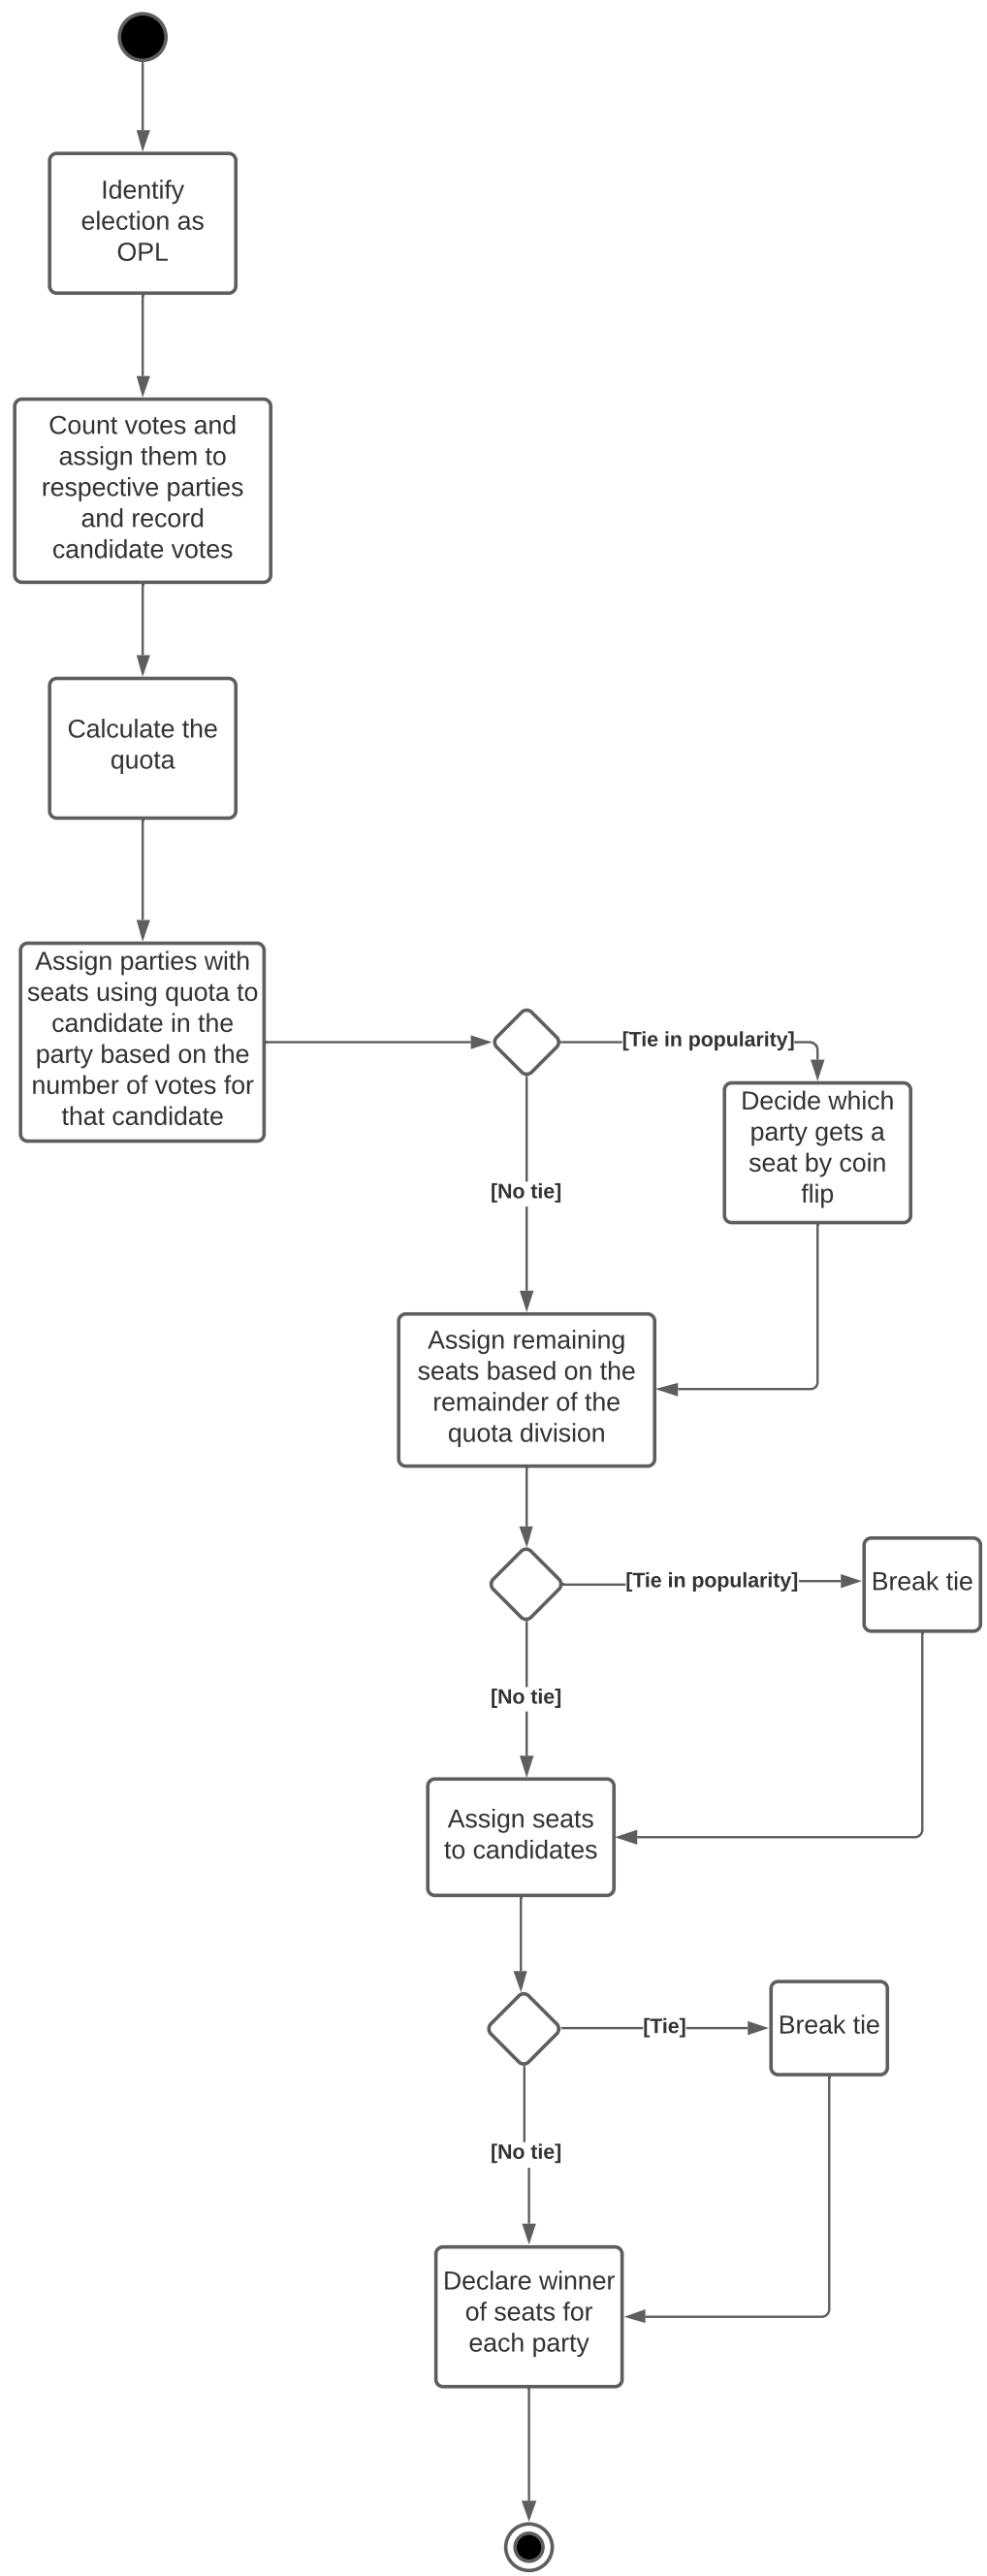 Identify
election as
OPL
Count votes and
assign them to
respective parties
and record
candidate votes
Calculate the
quota
Assign parties with
seats using quota to
candidate in the
party based on the
number of votes for
that candidate
[Tie in popularity]
Decide which
party gets a
seat by coin
flip
[No tie]
Assign remaining
seats based on the
remainder of the
quota division
[Tie in popularity]
Break tie
[No tie]
Assign seats
to candidates
[Tie]
Break tie
[No tie]
Declare winner
of seats for
each party